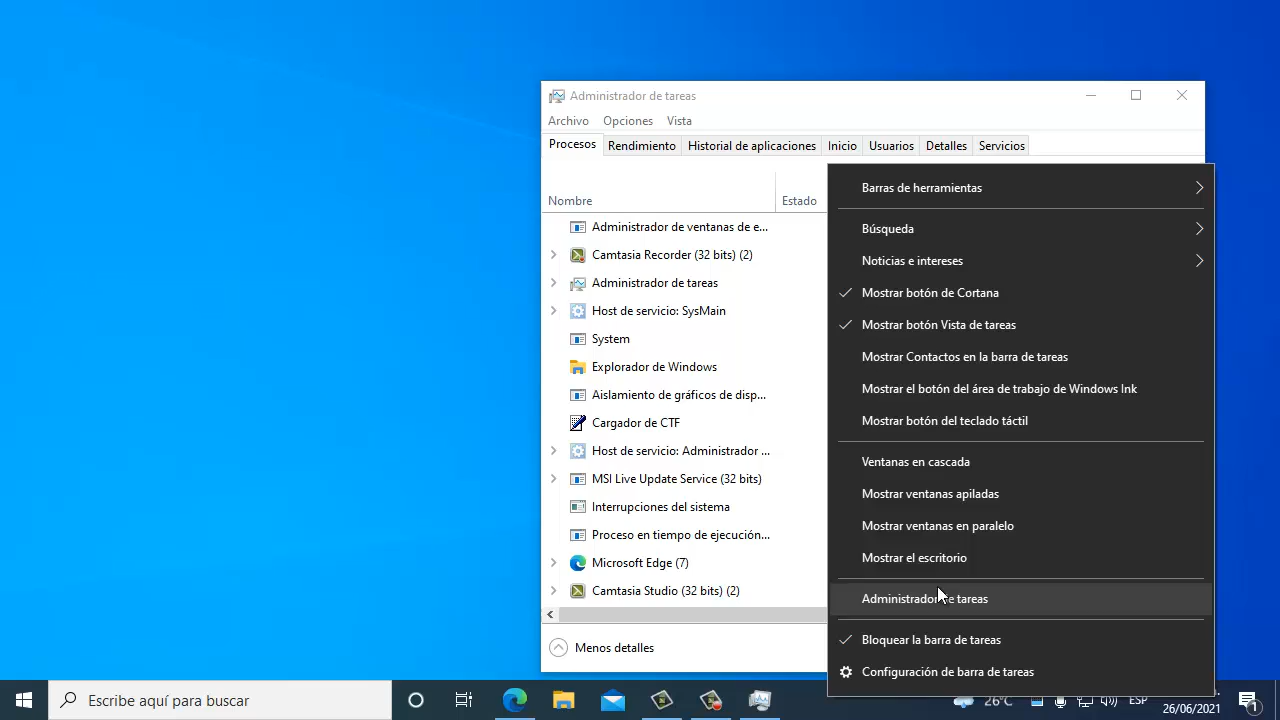 Administrador de tareas
Archivo Opciones Vista
Procesos Rendimiento Historial de aplicaciones Inicio Usuarios Detalles Servicios
Nombre Estado
Administrador de ventanas de e...
Camtasia Recorder (32 bits) (2)
Administrador de tareas
Host de servicio: SysMain
System
Explorador de Windows
Aislamiento de gráficos de disp...
Cargador de CTF
Host de servicio: Administrador ...
MSI Live Update Service (32 bits)
Interrupciones del sistema
Proceso en tiempo de ejecución...
Microsoft Edge (7)
Camtasia Studio (32 bits) (2)
Menos detalles
Barras de herramientas
Búsqueda
Noticias e intereses
Mostrar botón de Cortana
Mostrar botón Vista de tareas
Mostrar Contactos en la barra de tareas
Mostrar el botón del área de trabajo de Windows Ink
Mostrar botón del teclado táctil
Ventanas en cascada
Mostrar ventanas apiladas
Mostrar ventanas en paralelo
Mostrar el escritorio
Administrador de tareas
Bloquear la barra de tareas
Configuración de barra de tareas
Escribe aquí para buscar
26°C
ESP
26/06/2021
1